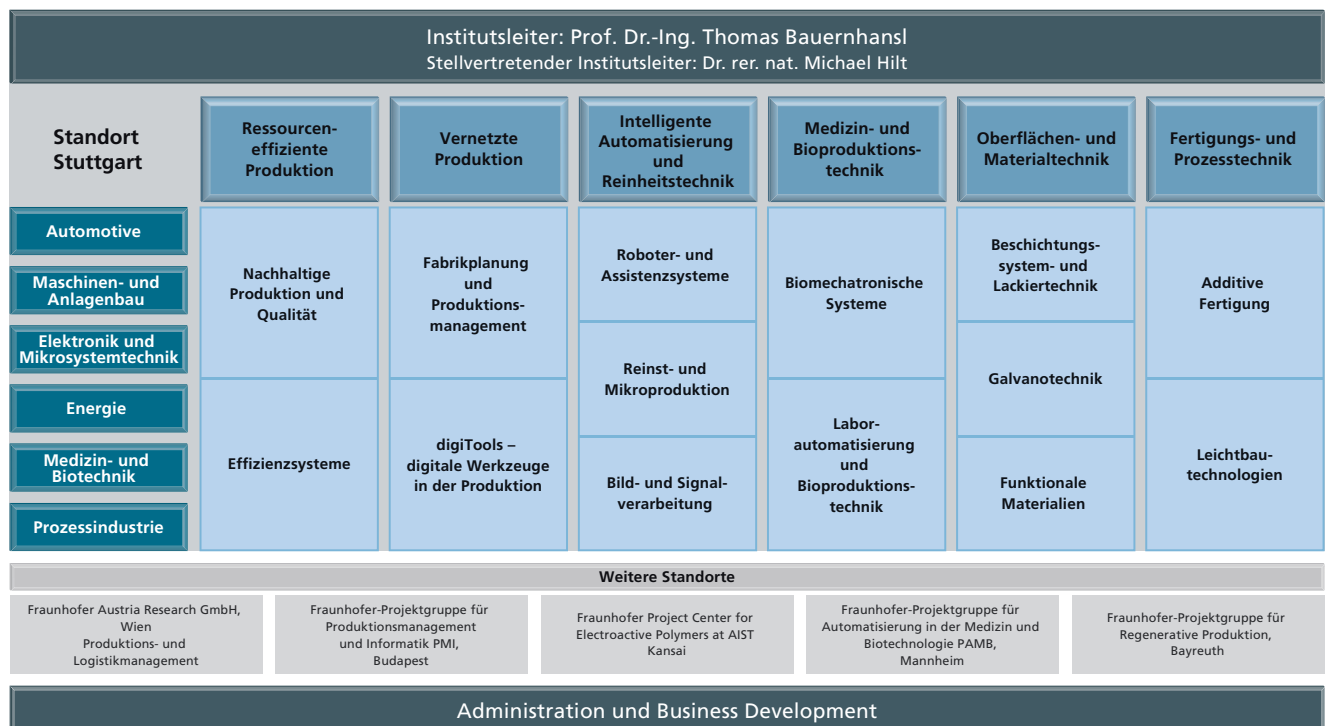 Institutsleiter: Prof. Dr.-Ing. Thomas Bauernhansl
Stellvertretender Institutsleiter: Dr. rer. nat. Michael Hilt
Standort
Stuttgart
Ressourcen-
effiziente
Produktion
Vernetzte
Produktion
Intelligente
Automatisierung
und
Reinheitstechnik
Medizin- und
Bioproduktions-
technik
Oberflächen- und
Materialtechnik
Fertigungs- und
Prozesstechnik
Automotive
Maschinen- und
Anlagenbau
Elektronik und
Mikrosystemtechnik
Energie
Medizin- und
Biotechnik
Prozessindustrie
Nachhaltige
Produktion und
Qualität
Effizienzsysteme
Fabrikplanung
und
Produktions-
management
digiTools –
digitale Werkzeuge
in der Produktion
Roboter- und
Assistenzsysteme
Reinst- und
Mikroproduktion
Bild- und Signal-
verarbeitung
Biomechatronische
Systeme
Labor-
automatisierung
und
Bioproduktions-
technik
Beschichtungs-
system- und
Lackiertechnik
Galvanotechnik
Funktionale
Materialien
Additive
Fertigung
Leichtbau-
technologien
Weitere Standorte
Fraunhofer Austria Research GmbH,
Wien
Produktions- und
Logistikmanagement
Fraunhofer-Projektgruppe für
Produktionsmanagement
und Informatik PMI,
Budapest
Fraunhofer Project Center for
Electroactive Polymers at AIST
Kansai
Fraunhofer-Projektgruppe für
Automatisierung in der Medizin und
Biotechnologie PAMB,
Mannheim
Fraunhofer-Projektgruppe für
Regenerative Produktion,
Bayreuth
Administration und Business Development